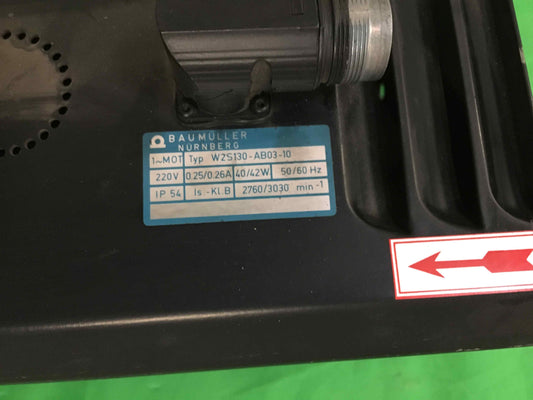 BAUMÜLLER
NÜRNBERG
1~MOT Typ W2S130-AB03-10
220V 0.25/0.26A 40/42W 50/60 Hz
IP 54 Is.-Kl.B 2760/3030 min-1